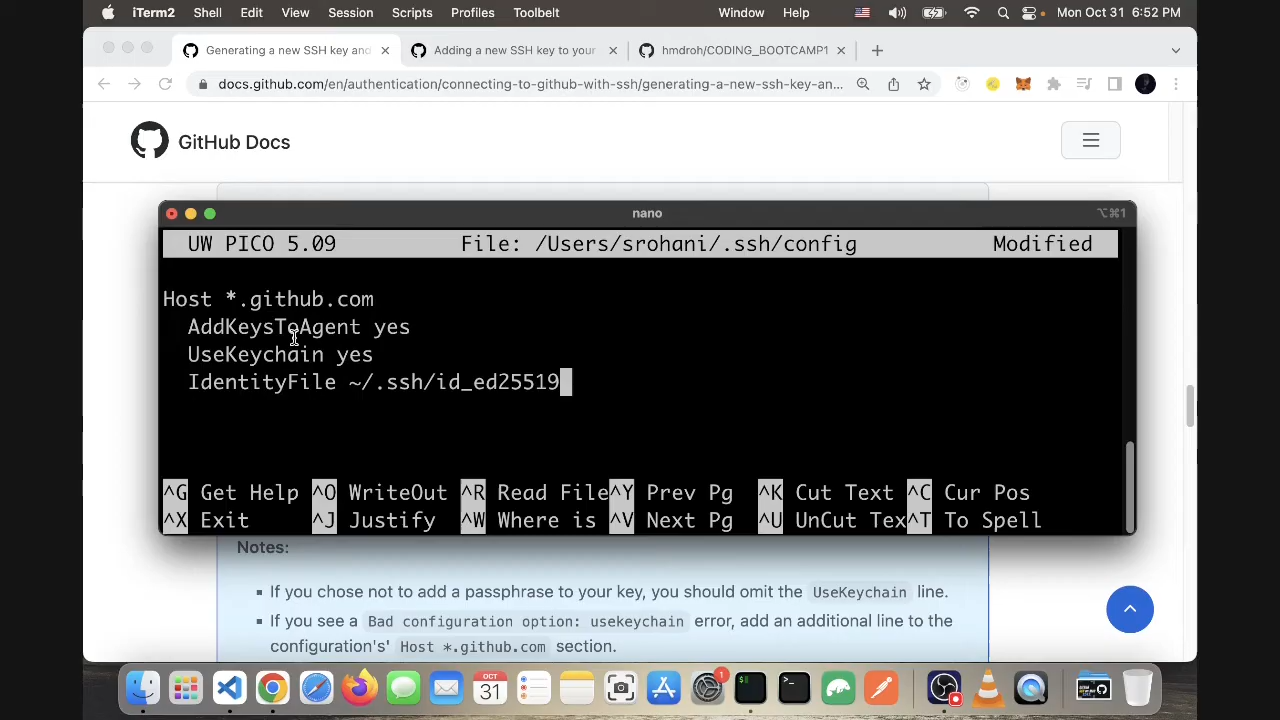 iTerm2 Shell Edit View Session Scripts Profiles Toolbelt Window Help Mon Oct 31 6:52 PM
Generating a new SSH key and Adding a new SSH key to your hmdroh/CODING_BOOTCAMP1
docs.github.com/en/authentication/connecting-to-github-with-ssh/generating-a-new-ssh-key-an...
GitHub Docs
nano ⌥⌘1
UW PICO 5.09 File: /Users/srohani/.ssh/config Modified
Host *.github.com
AddKeysToAgent yes
UseKeychain yes
IdentityFile ~/.ssh/id_ed25519
^G Get Help ^O WriteOut ^R Read File ^Y Prev Pg ^K Cut Text ^C Cur Pos
^X Exit ^J Justify ^W Where is ^V Next Pg ^U UnCut Tex ^T To Spell
Notes:
If you chose not to add a passphrase to your key, you should omit the UseKeychain line.
If you see a Bad configuration option: usekeychain error, add an additional line to the
configuration's' Host *.github.com section.
OCT
31
1